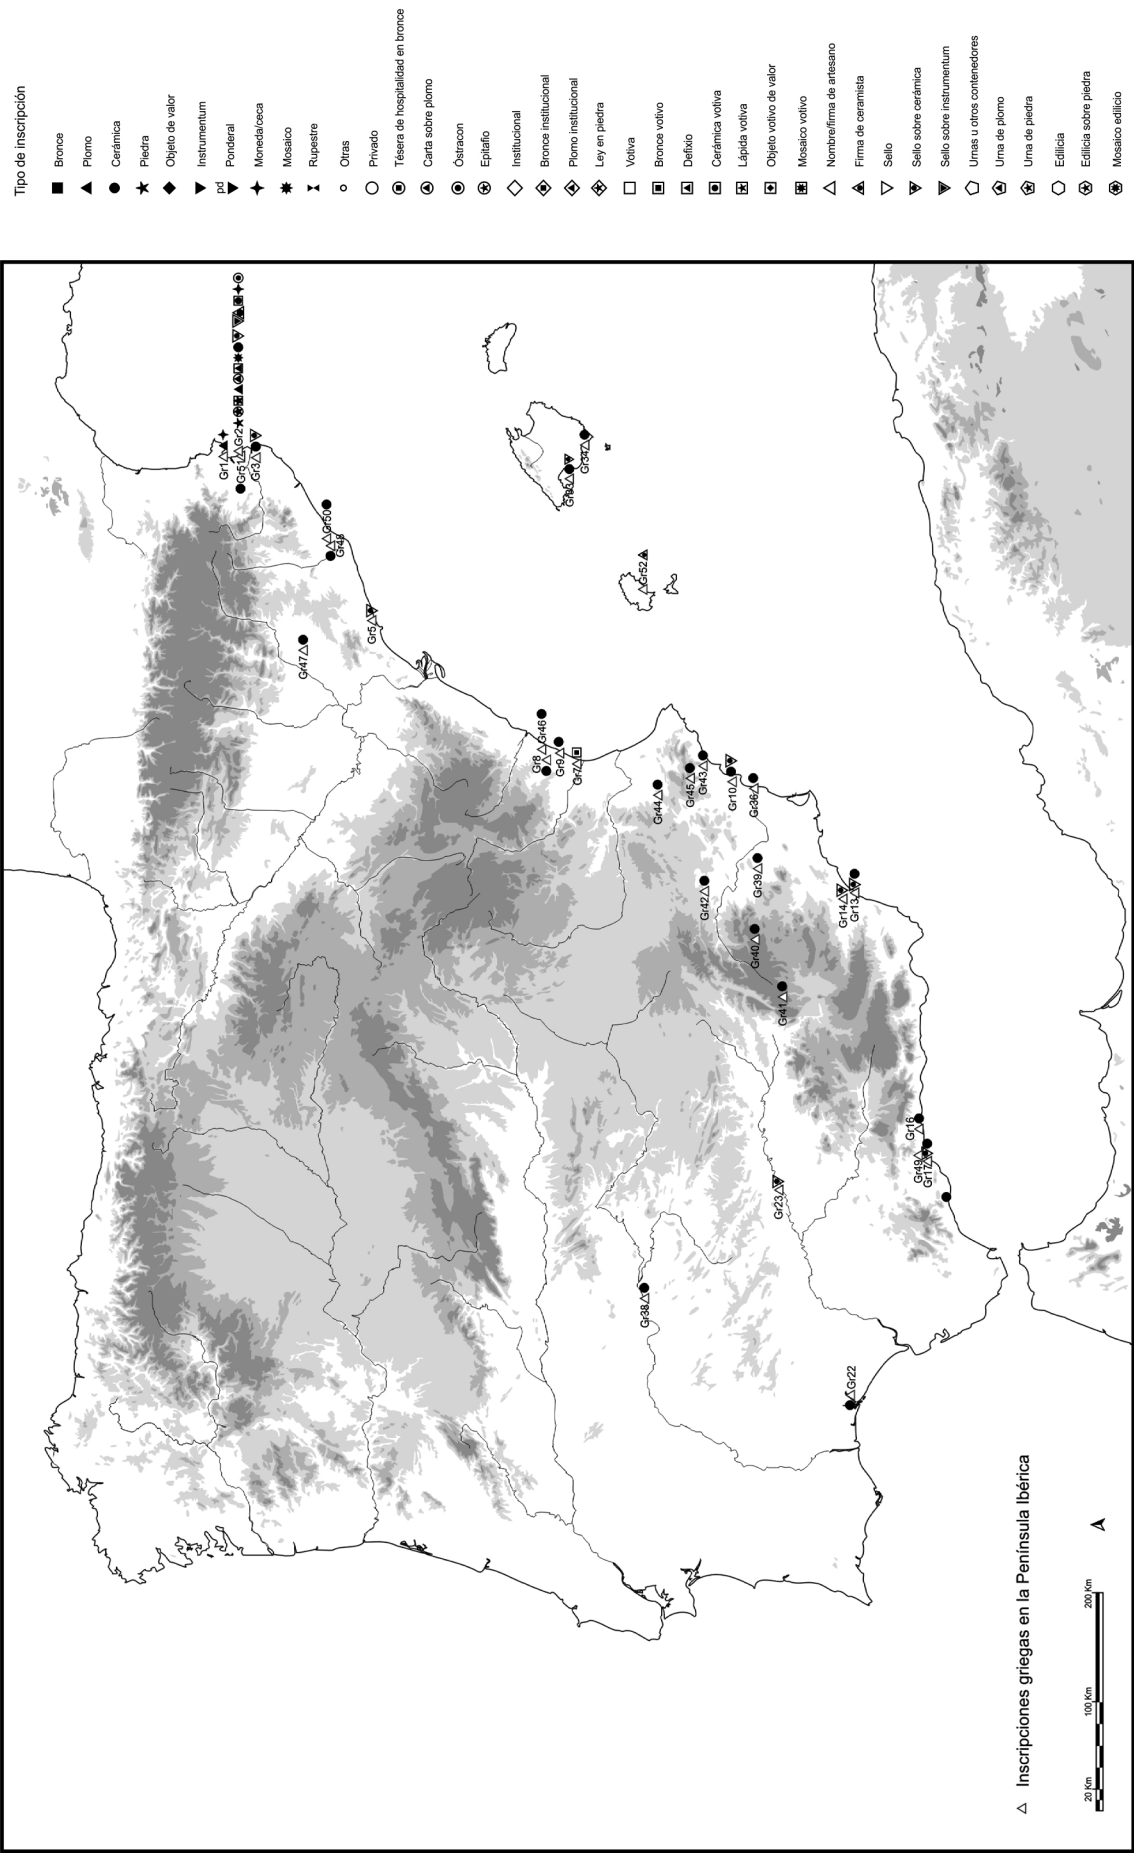 Tipo de inscripción
Bronce
Plomo
Cerámica
Piedra
Objeto de valor
Instrumentum
pd
Ponderal
Moneda/ceca
Mosaico
Rupestre
Otras
Privado
Tésera de hospitalidad en bronce
Carta sobre plomo
Ostracon
Epitafio
Institucional
Bronce institucional
Plomo institucional
Ley en piedra
Votiva
Bronce votivo
Defixio
Cerámica votiva
Lápida votiva
Objeto votivo de valor
Mosaico votivo
Nombre/firma de artesano
Firma de ceramista
Sello
Sello sobre cerámica
Sello sobre instrumentum
Urnas u otros contenedores
Urna de plomo
Urna de piedra
Edilicia
Edilicia sobre piedra
Mosaico edilicio
Gr1
Gr2
Gr51
Gr3
Gr50
Gr48
Gr5
Gr47
Gr34
Gr52
Gr46
Gr8
Gr9
Gr7
Gr44
Gr45
Gr43
Gr10
Gr36
Gr42
Gr39
Gr40
Gr41
Gr14
Gr13
Gr16
Gr49
Gr17
Gr23
Gr38
Gr22
Inscripciones griegas en la Península Ibérica
20 Km
100 Km
200 Km